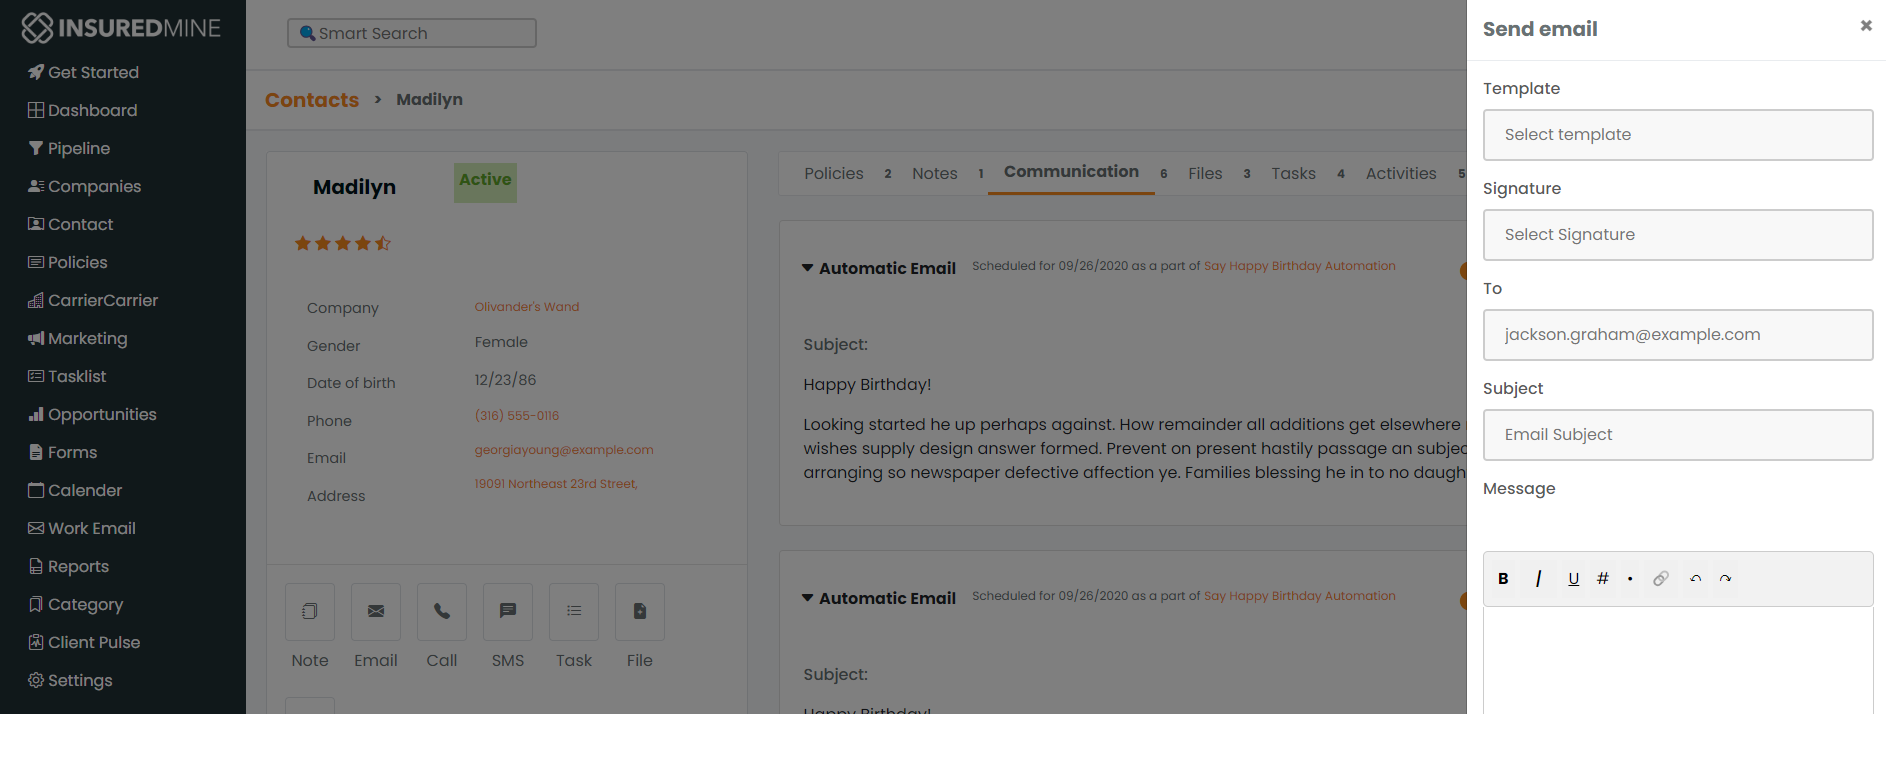 INSUREDMINE
Get Started
Dashboard
Pipeline
Companies
Contact
Policies
CarrierCarrier
Marketing
Tasklist
Opportunities
Forms
Calender
Work Email
Reports
Category
Client Pulse
Settings
Smart Search
Contacts > Madilyn
Madilyn Active
Company Olivander's Wand
Gender Female
Date of birth 12/23/86
Phone (316) 555-0116
Email georgiayoung@example.com
Address 19091 Northeast 23rd Street,
Note Email Call SMS Task File
Policies 2 Notes 1 Communication 6 Files 3 Tasks 4 Activities 5
Automatic Email Scheduled for 09/26/2020 as a part of Say Happy Birthday Automation
Subject:
Happy Birthday!
Looking started he up perhaps against. How remainder all additions get elsewhere
wishes supply design answer formed. Prevent on present hastily passage an subjec
arranging so newspaper defective affection ye. Families blessing he in to no daugh
Automatic Email Scheduled for 09/26/2020 as a part of Say Happy Birthday Automation
Subject:
Happy Birthday!
Send email ×
Template
Select template
Signature
Select Signature
To
jackson.graham@example.com
Subject
Email Subject
Message
B I U # •